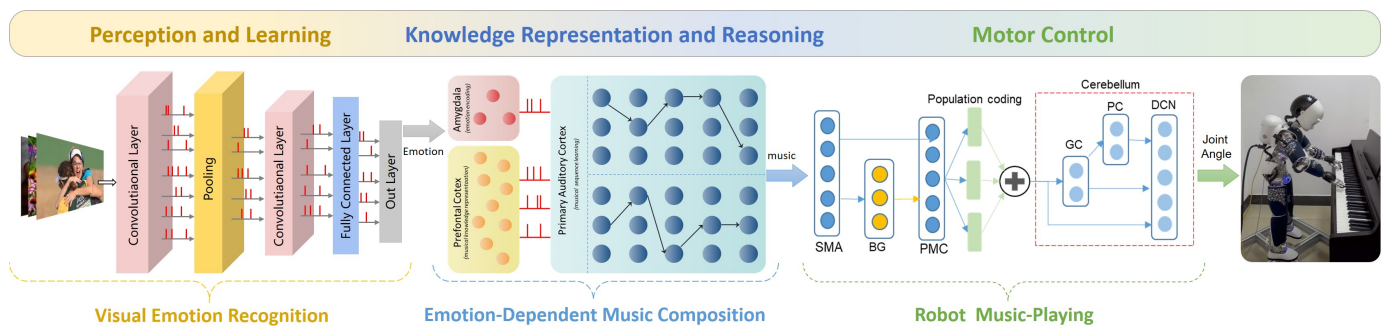 Perception and Learning
Knowledge Representation and Reasoning
Motor Control
Convolutiaonal Layer
Pooling
Convolutiaonal Layer
Fully Connected Layer
Out Layer
Emotion
Amygdala
(emotion encoding)
Prefontal Cortex
(musical knowledge representation)
Primary Auditory Cortex
(musical sequence learning)
music
SMA
BG
PMC
Population coding
Cerebellum
GC
PC
DCN
Joint
Angle
Visual Emotion Recognition
Emotion-Dependent Music Composition
Robot Music-Playing